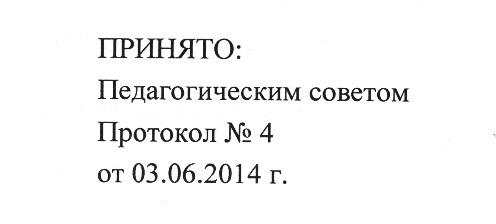 ПРИНЯТО:
Педагогическим советом
Протокол № 4
от 03.06.2014 г.